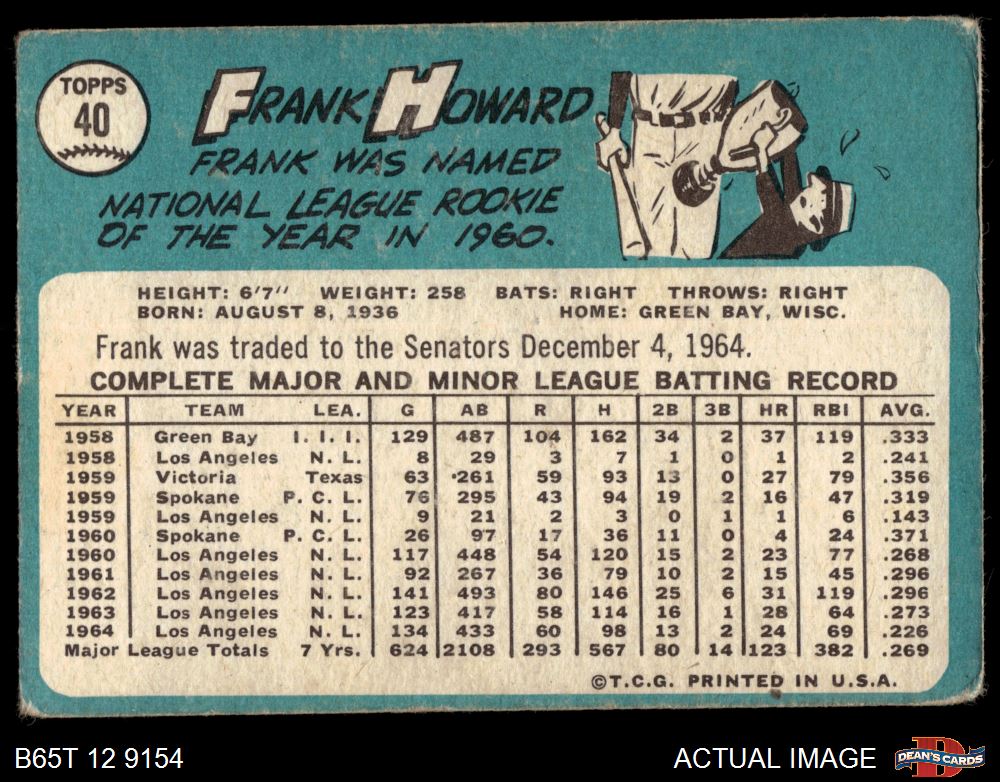 TOPPS
40
FRANK HOWARD
FRANK WAS NAMED
NATIONAL LEAGUE ROOKIE
OF THE YEAR IN 1960.
HEIGHT: 6'7" WEIGHT: 258 BATS: RIGHT THROWS: RIGHT
BORN: AUGUST 8, 1936 HOME: GREEN BAY, WISC.
Frank was traded to the Senators December 4, 1964.
COMPLETE MAJOR AND MINOR LEAGUE BATTING RECORD
YEAR TEAM LEA. G AB R H 2B 3B HR RBI AVG.
1958 Green Bay I. I. I. 129 487 104 162 34 2 37 119 .333
1958 Los Angeles N. L. 8 29 3 7 1 0 1 2 .241
1959 Victoria Texas 63 261 59 93 13 0 27 79 .356
1959 Spokane P. C. L. 76 295 43 94 19 2 16 47 .319
1959 Los Angeles N. L. 9 21 2 3 0 1 1 6 .143
1960 Spokane P. C. L. 26 97 17 36 11 0 4 24 .371
1960 Los Angeles N. L. 117 448 54 120 15 2 23 77 .268
1961 Los Angeles N. L. 92 267 36 79 10 2 15 45 .296
1962 Los Angeles N. L. 141 493 80 146 25 6 31 119 .296
1963 Los Angeles N. L. 123 417 58 114 16 1 28 64 .273
1964 Los Angeles N. L. 134 433 60 98 13 2 24 69 .226
Major League Totals 7 Yrs. 624 2108 293 567 80 14 123 382 .269
©T.C.G. PRINTED IN U.S.A.
B65T 12 9154 ACTUAL IMAGE D DEAN'S CARDS